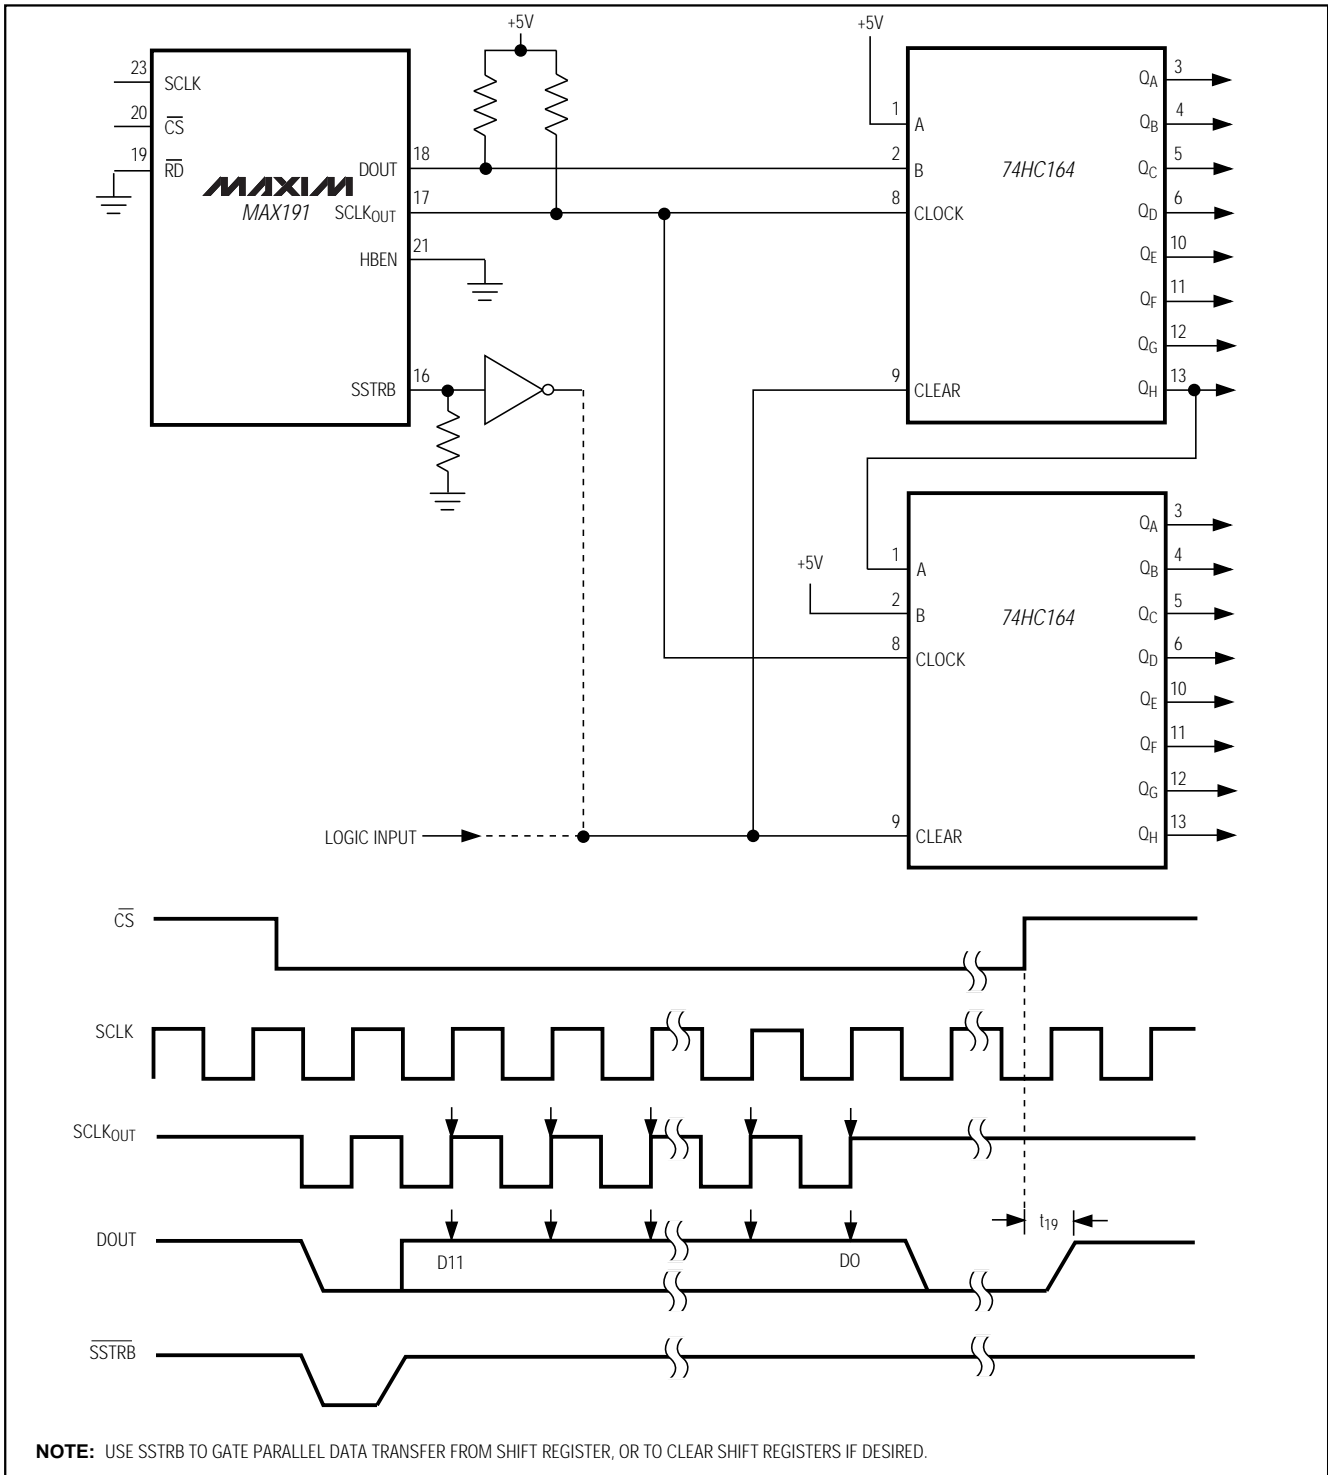 +5V
+5V
23
SCLK
20
CS
19
RD
MAXIM
MAX191
DOUT
18
SCLKOUT
17
HBEN
21
SSTRB
16
1
A
2
B
8
CLOCK
9
CLEAR
74HC164
QA
3
QB
4
QC
5
QD
6
QE
10
QF
11
QG
12
QH
13
+5V
1
A
2
B
8
CLOCK
9
CLEAR
74HC164
QA
3
QB
4
QC
5
QD
6
QE
10
QF
11
QG
12
QH
13
LOGIC INPUT
CS
SCLK
SCLKOUT
DOUT
D11
DO
t19
SSTRB
NOTE: USE SSTRB TO GATE PARALLEL DATA TRANSFER FROM SHIFT REGISTER, OR TO CLEAR SHIFT REGISTERS IF DESIRED.